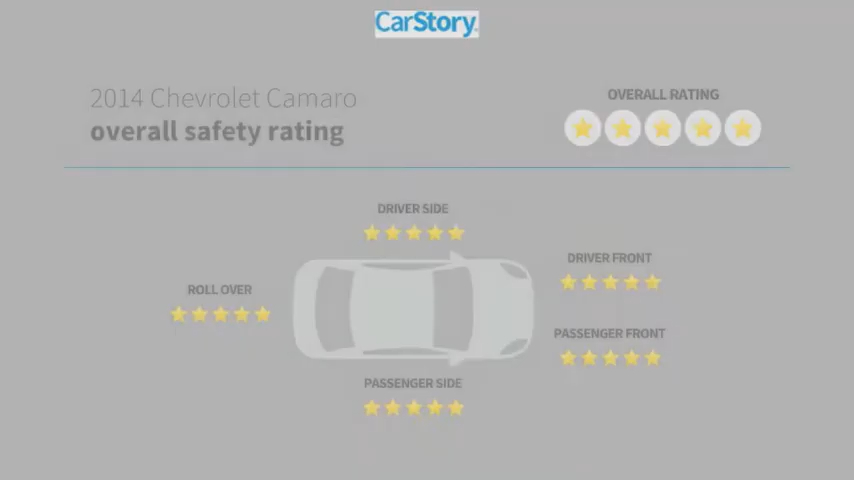 CarStory
2014 Chevrolet Camaro
overall safety rating
OVERALL RATING
DRIVER SIDE
DRIVER FRONT
ROLL OVER
PASSENGER FRONT
PASSENGER SIDE